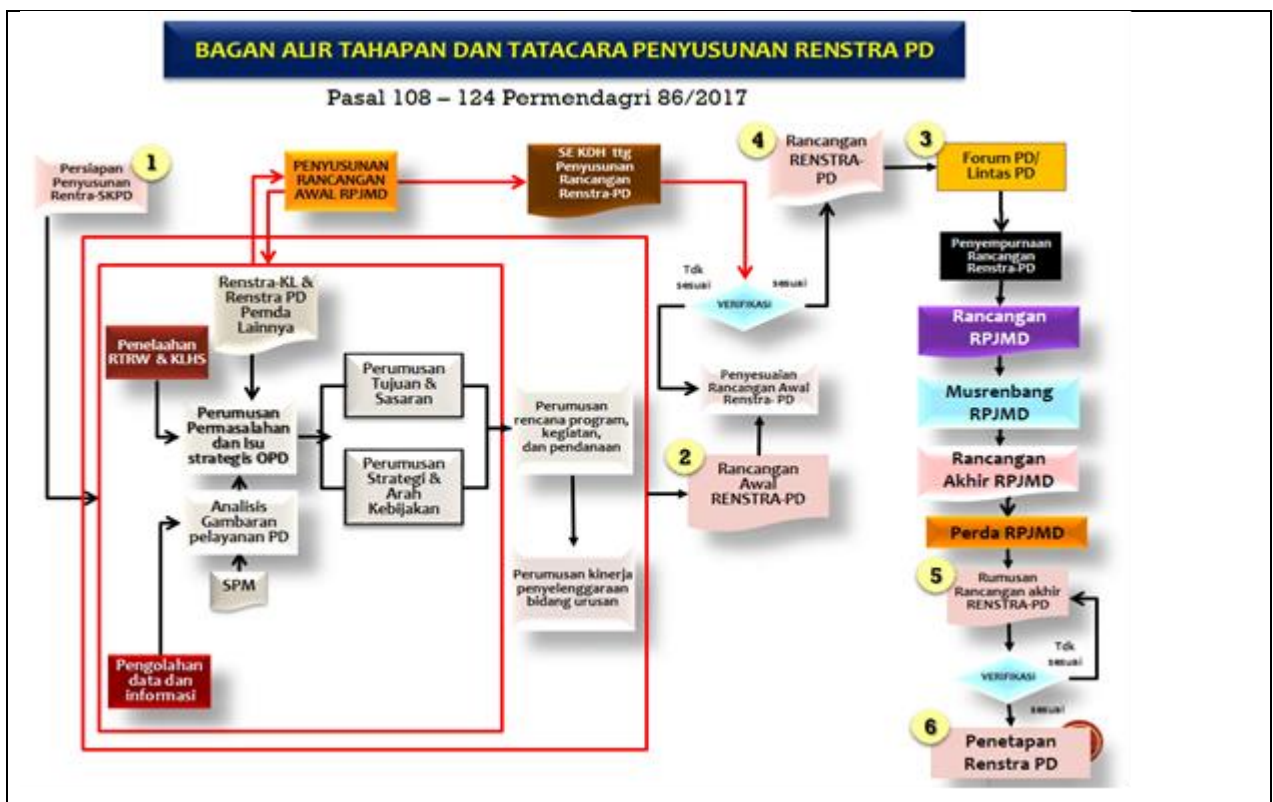 BAGAN ALIR TAHAPAN DAN TATACARA PENYUSUNAN RENSTRA PD
Pasal 108 – 124 Permendagri 86/2017
1
Persiapan
Penyusunan
Rentra-SKPD
PENYUSUNAN
RANCANGAN
AWAL RPJMD
SE KDH ttg
Penyusunan
Rancangan
Renstra-PD
4
Rancangan
RENSTRA-
PD
3
Forum PD/
Lintas PD
Penyempurnaan
Rancangan
Renstra-PD
Renstra-KL &
Renstra PD
Pemda
Lainnya
Tdk
sesuai
sesuai
VERIFIKASI
Rancangan
RPJMD
Penelaahan
RTRW & KLHS
Perumusan
Tujuan &
Sasaran
Penyesuaian
Rancangan Awal
Renstra- PD
Musrenbang
RPJMD
Perumusan
Permasalahan
dan Isu
strategis OPD
Perumusan
rencana program,
kegiatan,
dan pendanaan
Perumusan
Strategi &
Arah
Kebijakan
2
Rancangan
Awal
RENSTRA-PD
Rancangan
Akhir RPJMD
Analisis
Gambaran
pelayanan PD
Perda RPJMD
SPM
Perumusan kinerja
penyelenggaraan
bidang urusan
5
Rumusan
Rancangan akhir
RENSTRA-PD
Pengolahan
data dan
informasi
Tdk
sesuai
VERIFIKASI
sesuai
6
Penetapan
Renstra PD